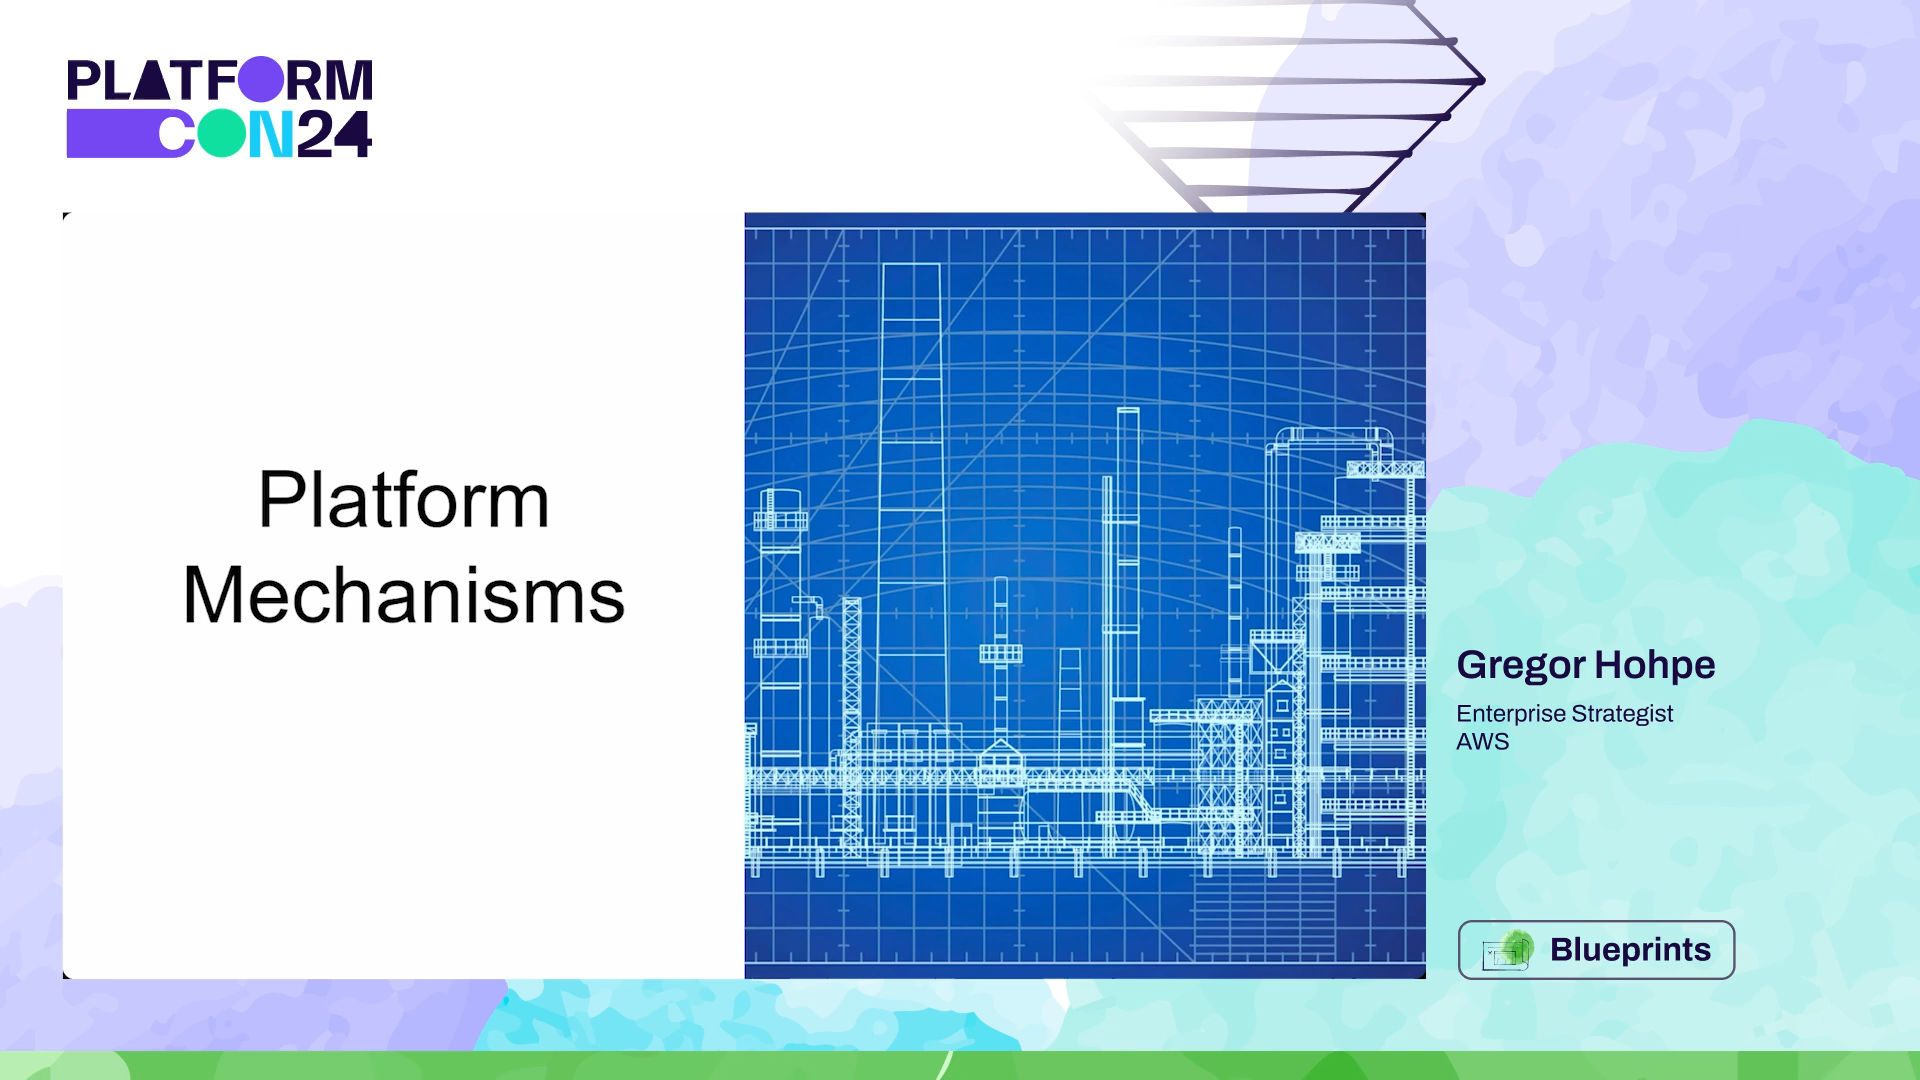 PLATFORM
CON24
Platform
Mechanisms
Gregor Hohpe
Enterprise Strategist
AWS
Blueprints